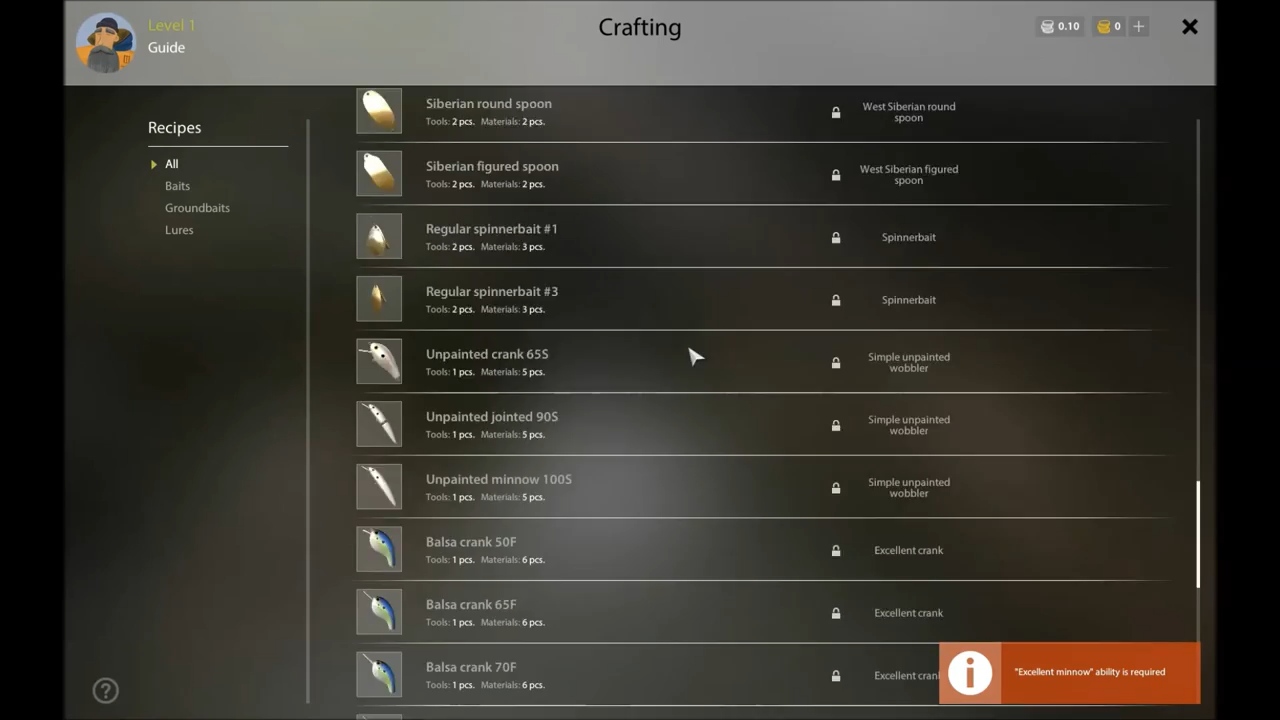 Level 1
Guide
Crafting
0.10
0
Recipes
All
Baits
Groundbaits
Lures
Siberian round spoon
Tools: 2 pcs. Materials: 2 pcs.
West Siberian round
spoon
Siberian figured spoon
Tools: 2 pcs. Materials: 2 pcs.
West Siberian figured
spoon
Regular spinnerbait #1
Tools: 2 pcs. Materials: 3 pcs.
Spinnerbait
Regular spinnerbait #3
Tools: 2 pcs. Materials: 3 pcs.
Spinnerbait
Unpainted crank 65S
Tools: 1 pcs. Materials: 5 pcs.
Simple unpainted
wobbler
Unpainted jointed 90S
Tools: 1 pcs. Materials: 5 pcs.
Simple unpainted
wobbler
Unpainted minnow 100S
Tools: 1 pcs. Materials: 5 pcs.
Simple unpainted
wobbler
Balsa crank 50F
Tools: 1 pcs. Materials: 6 pcs.
Excellent crank
Balsa crank 65F
Tools: 1 pcs. Materials: 6 pcs.
Excellent crank
Balsa crank 70F
Tools: 1 pcs. Materials: 6 pcs.
Excellent cran
"Excellent minnow" ability is required